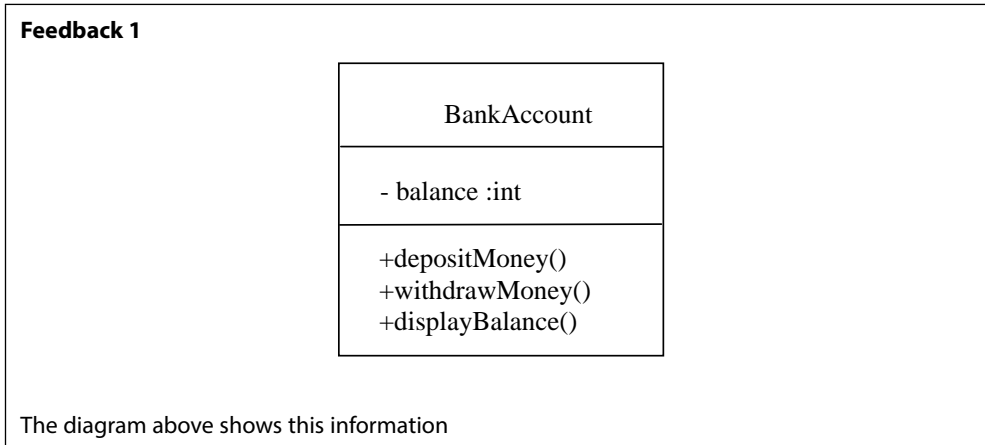 Feedback 1
BankAccount
- balance :int
+depositMoney()
+withdrawMoney()
+displayBalance()
The diagram above shows this information